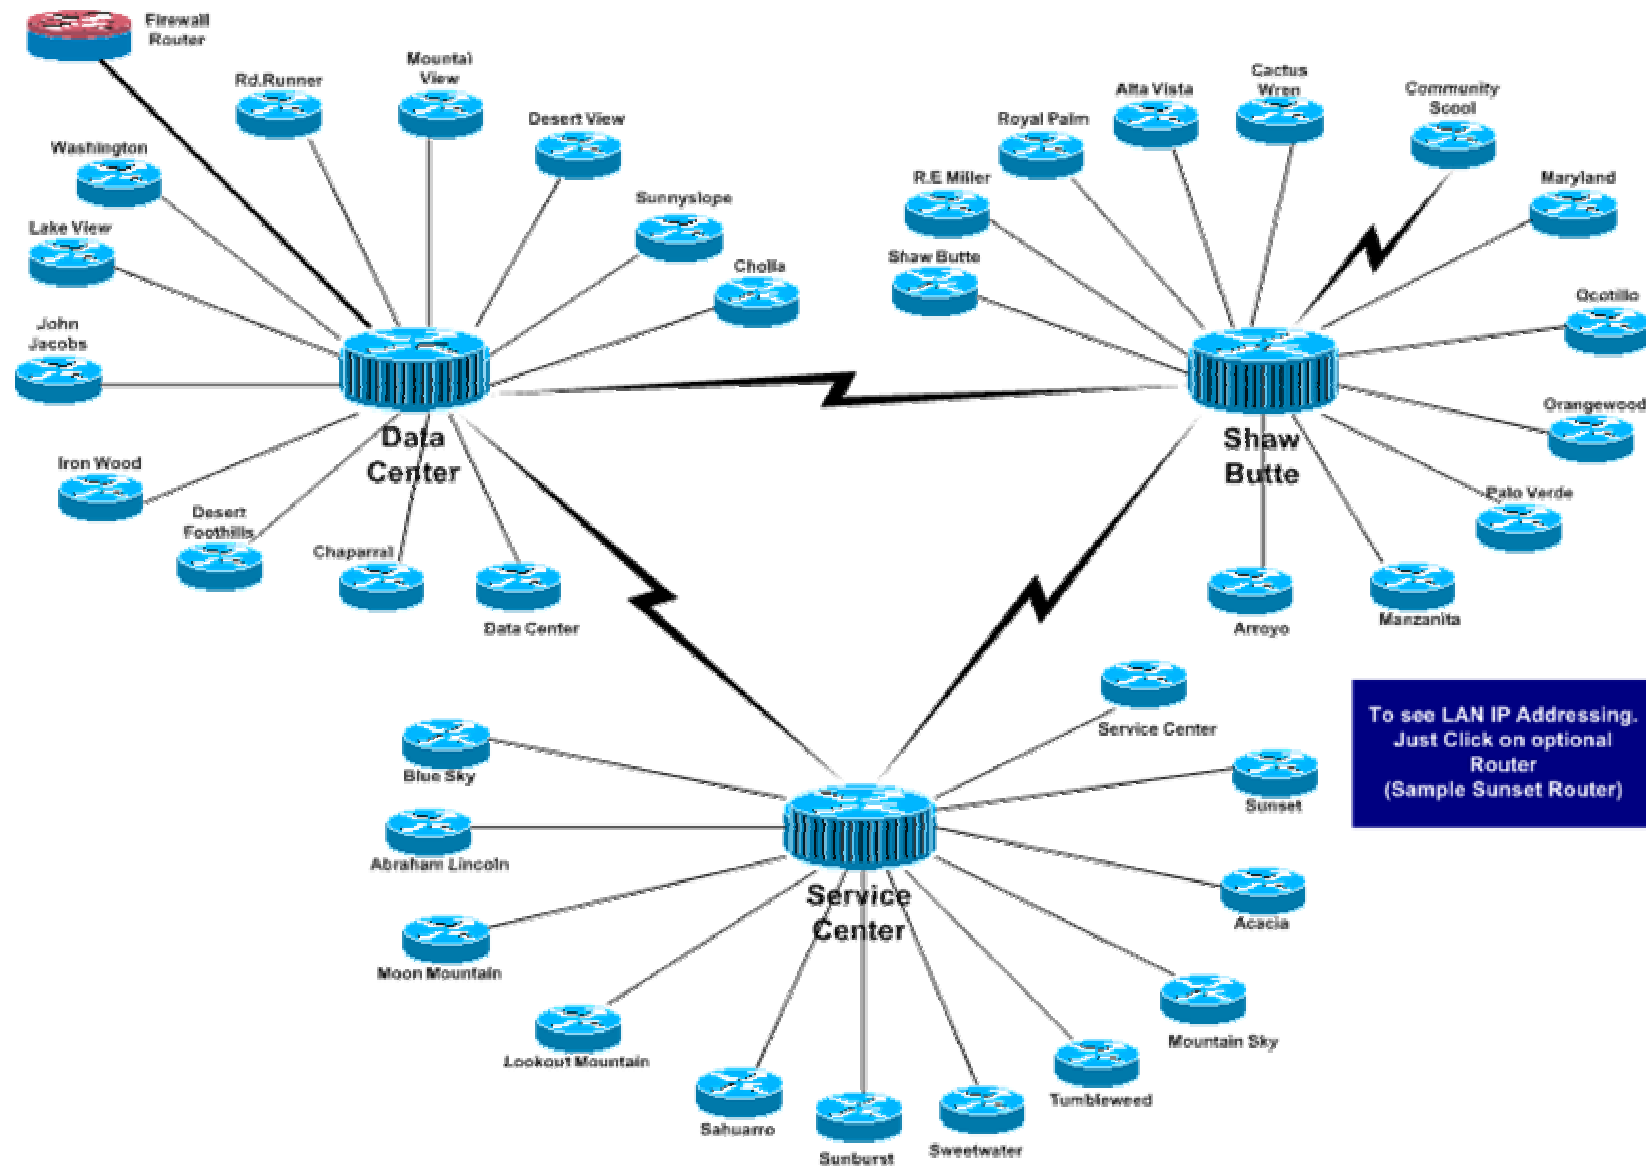 Firewall
Router
Rd.Runner
Mountai
View
Desert View
Washington
Sunnyslope
Lake View
Cholla
John
Jacobs
Data
Center
Iron Wood
Desert
Foothills
Chaparral
Data Center
Alta Vista
Cactus
Wren
Community
Scool
Royal Palm
R.E Miller
Maryland
Shaw Butte
Ocotillo
Orangewood
Shaw
Butte
Palo Verde
Arroyo
Manzanita
Service Center
Blue Sky
Sunset
Abraham Lincoln
Service
Center
Acacia
Moon Mountain
Lookout Mountain
Mountain Sky
Tumbleweed
Sahuarro
Sunburst
Sweetwater
To see LAN IP Addressing.
Just Click on optional
Router
(Sample Sunset Router)